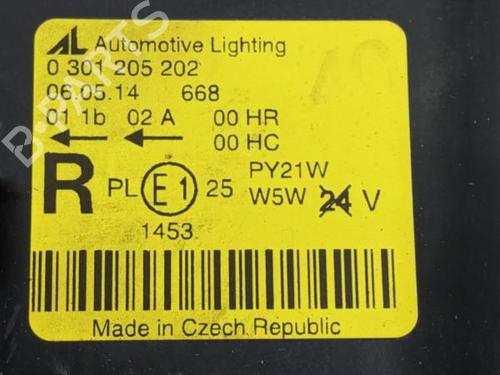 AL Automotive Lighting
0 301 205 202
06.05.14 668
01 1b 02 A 00 HR
00 HC
R PL E1 25 PY21W
W5W 24 V
1453
Made in Czech Republic
B-PARTS